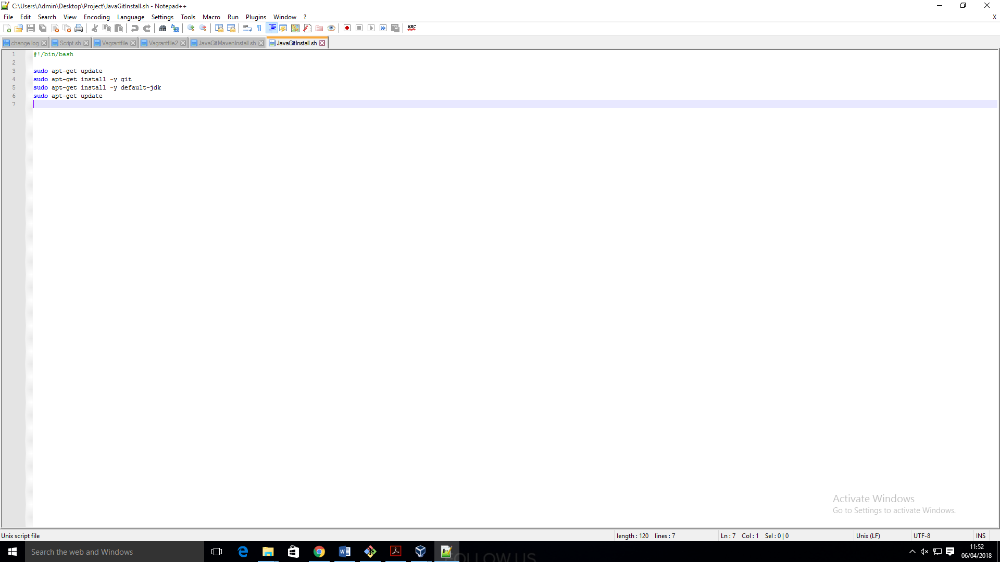 C:\Users\Admin\Desktop\Project\JavaGitInstall.sh - Notepad++
File Edit Search View Encoding Language Settings Tools Macro Run Plugins Window ? X
ABC
change.log Script.sh Vagrantfile Vagrantfile2 JavaGitMavenInstall.sh JavaGitInstall.sh
1 #!/bin/bash
2
3 sudo apt-get update
4 sudo apt-get install -y git
5 sudo apt-get install -y default-jdk
6 sudo apt-get update
7
Activate Windows
Go to Settings to activate Windows.
Unix script file length : 120 lines : 7 Ln : 7 Col : 1 Sel : 0 | 0 Unix (LF) UTF-8 INS
Search the web and Windows
FOLLOW US
11:52
06/04/2018